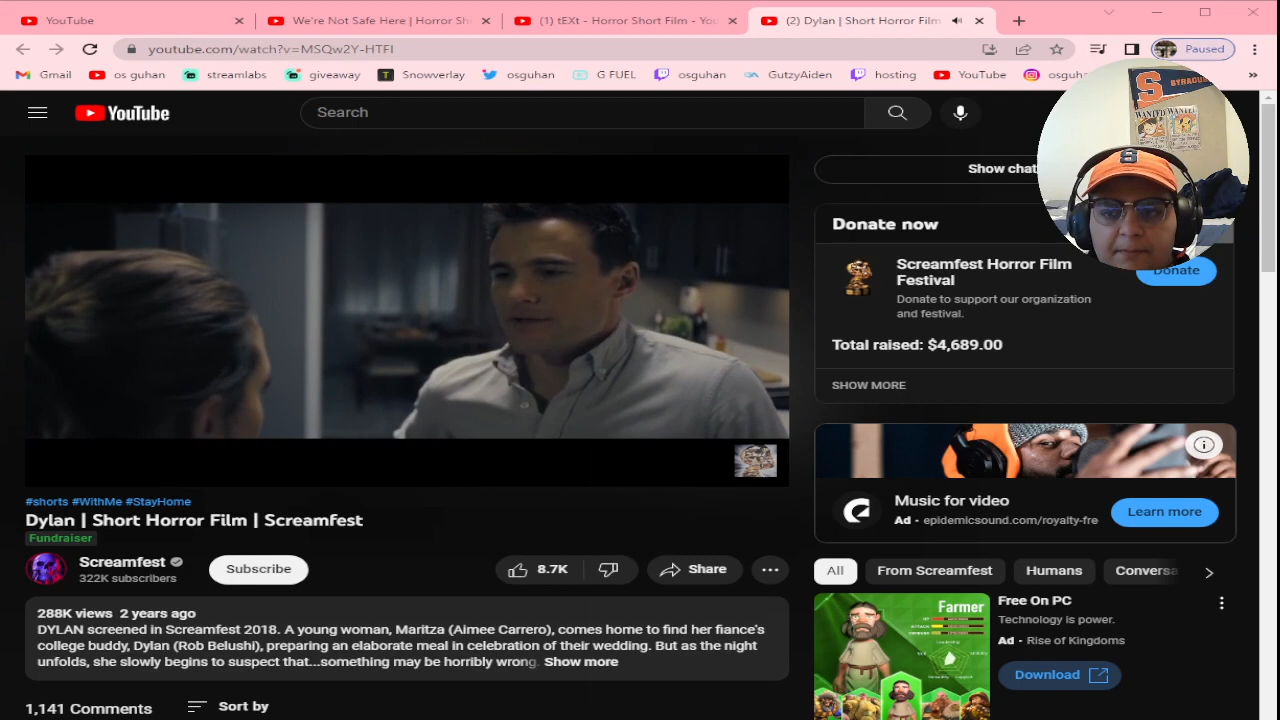 YouTube
We're Not Safe Here | Horror Sh
(1) tEXt - Horror Short Film - You
(2) Dylan | Short Horror Film
youtube.com/watch?v=MSQw2Y-HTFI
Paused
Gmail
os guhan
streamlabs
giveaway
Snowverlay
osguhan
G FUEL
osguhan
GutzyAiden
hosting
YouTube
osguha
YouTube
Search
S SYRACUS
WANTED WANTED
S
Show chat
Donate now
Screamfest Horror Film
Festival
Donate
Donate to support our organization
and festival.
Total raised: $4,689.00
SHOW MORE
Music for video
Ad · epidemicsound.com/royalty-fre
Learn more
#shorts #WithMe #StayHome
Dylan | Short Horror Film | Screamfest
Fundraiser
Screamfest
322K subscribers
Subscribe
8.7K
Share
288K views 2 years ago
DYLAN screened in Screamfest 2018. A young woman, Maritza (Aimee Garcia), comes home to find her fiance's
college buddy, Dylan (Rob Belushi), preparing an elaborate meal in celebration of their wedding. But as the night
unfolds, she slowly begins to suspect that...something may be horribly wrong. Show more
1,141 Comments
Sort by
All
From Screamfest
Humans
Conversa
Farmer
Free On PC
Technology is power.
Ad · Rise of Kingdoms
Download